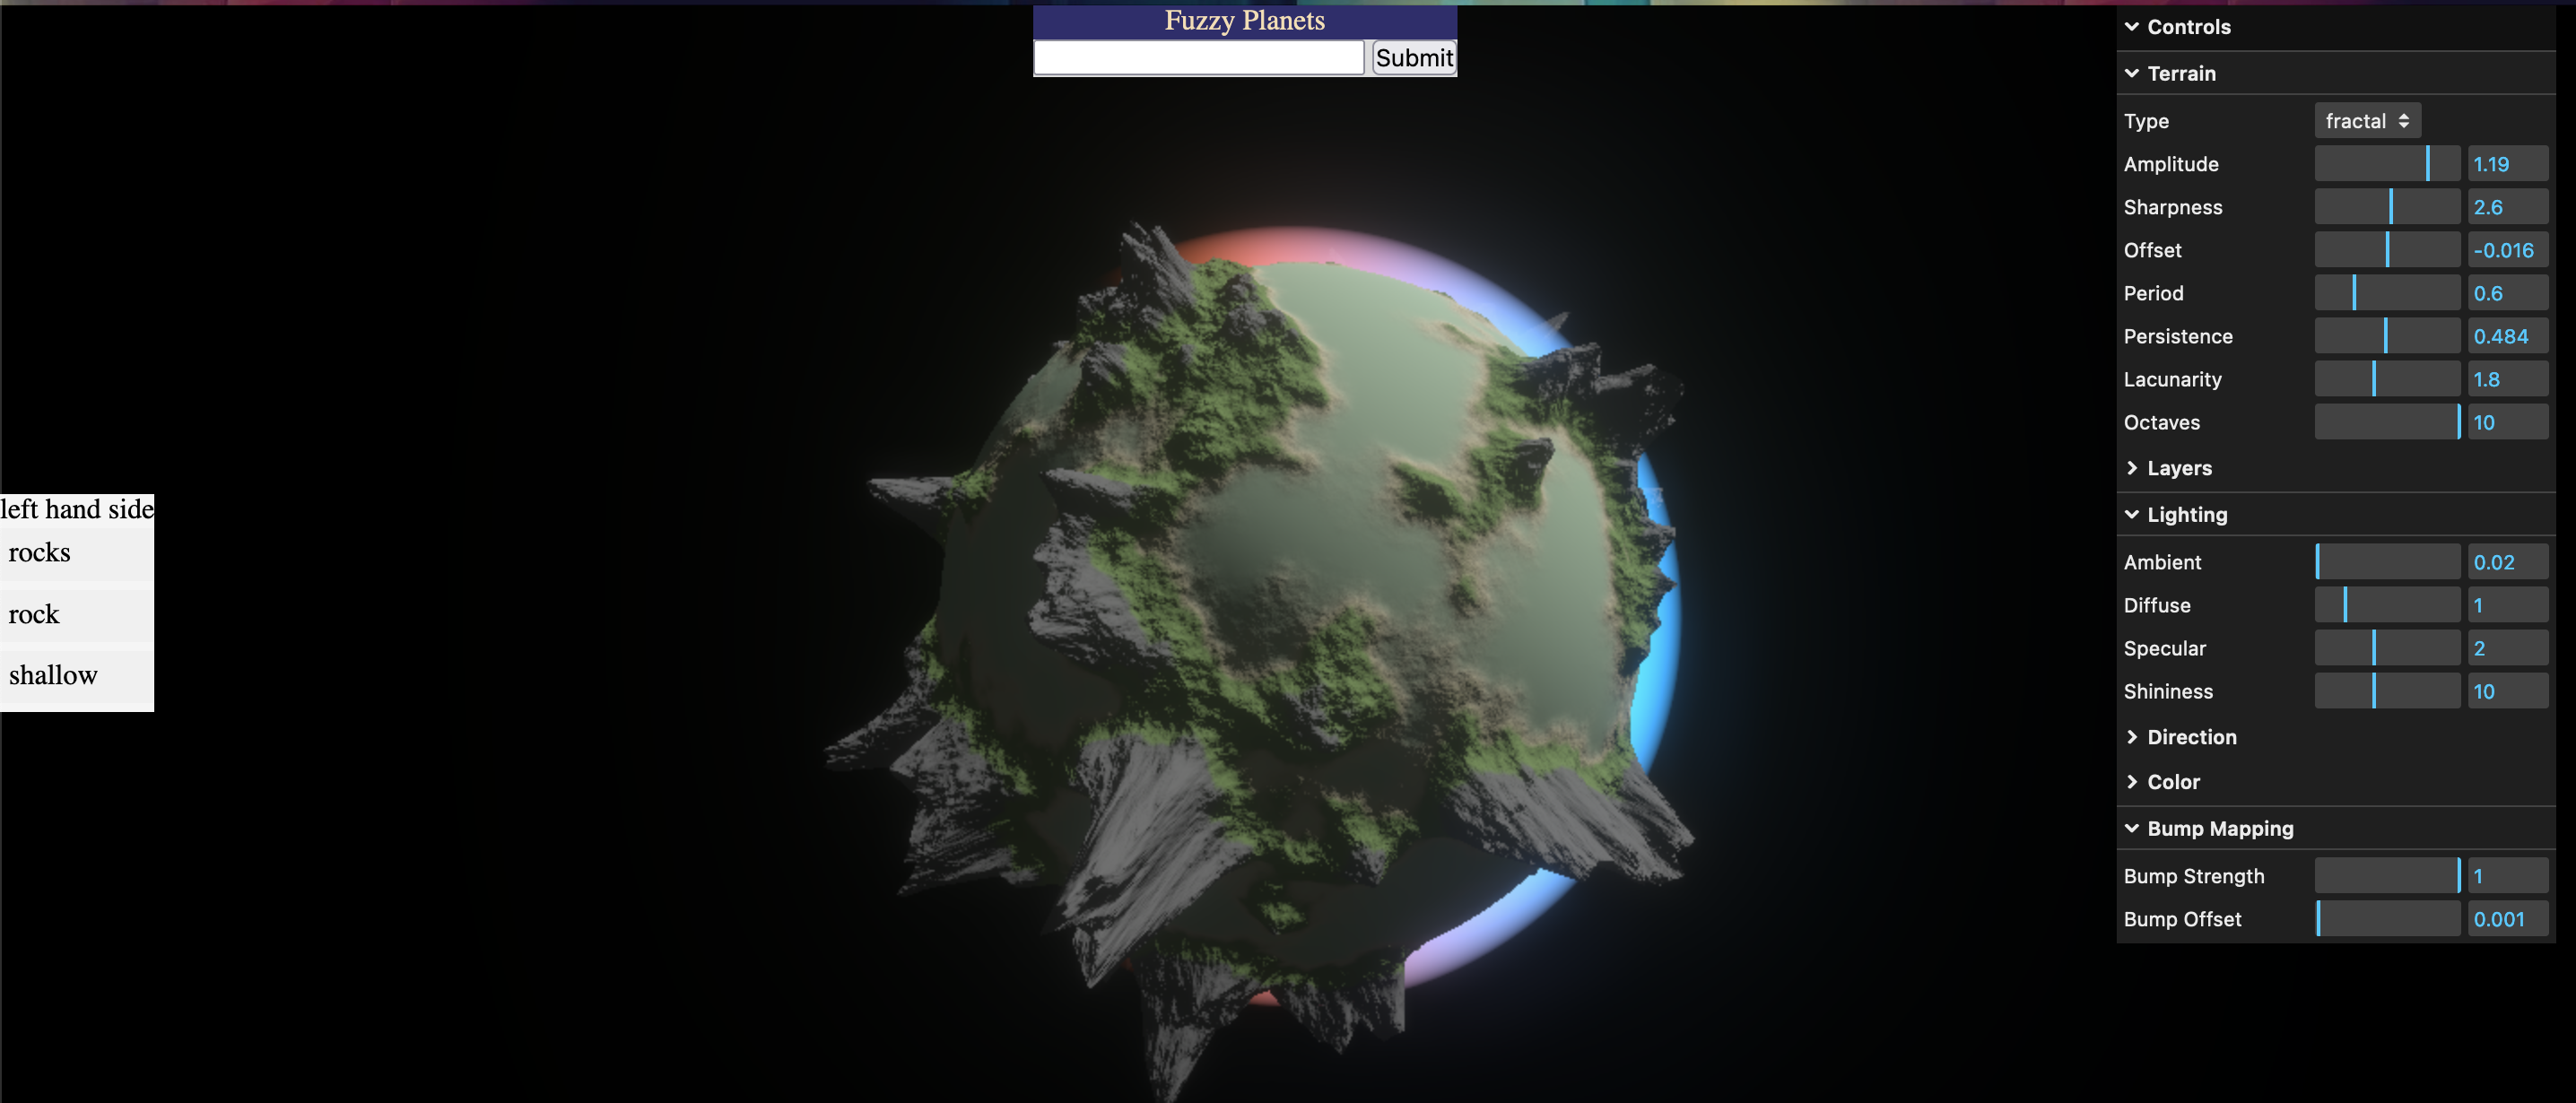 Fuzzy Planets
Submit
left hand side
rocks
rock
shallow
Controls
Terrain
Type fractal
Amplitude 1.19
Sharpness 2.6
Offset -0.016
Period 0.6
Persistence 0.484
Lacunarity 1.8
Octaves 10
Layers
Lighting
Ambient 0.02
Diffuse 1
Specular 2
Shininess 10
Direction
Color
Bump Mapping
Bump Strength 1
Bump Offset 0.001